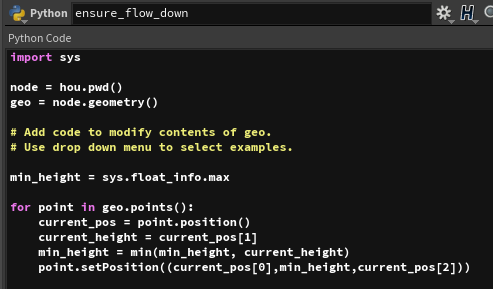 Python ensure_flow_down
Python Code
import sys
node = hou.pwd()
geo = node.geometry()
# Add code to modify contents of geo.
# Use drop down menu to select examples.
min_height = sys.float_info.max
for point in geo.points():
    current_pos = point.position()
    current_height = current_pos[1]
    min_height = min(min_height, current_height)
    point.setPosition((current_pos[0],min_height,current_pos[2]))